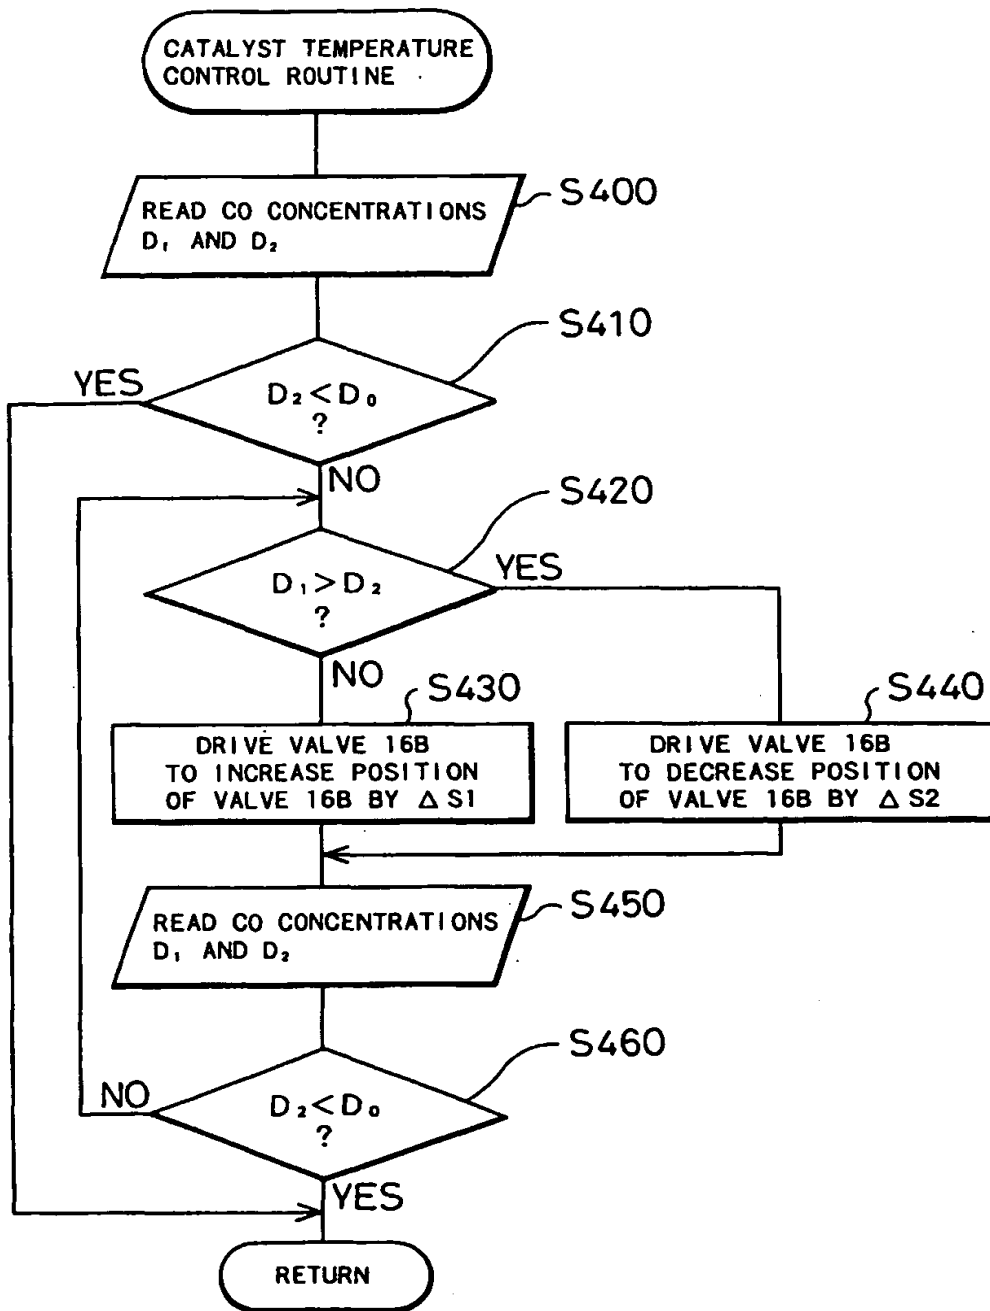 CATALYST TEMPERATURE
CONTROL ROUTINE
S400
READ CO CONCENTRATIONS
D₁ AND D₂
S410
YES
D₂<D₀
?
NO
S420
D₁>D₂
?
YES
NO
S430
S440
DRIVE VALVE 16B
TO INCREASE POSITION
OF VALVE 16B BY △ S1
DRIVE VALVE 16B
TO DECREASE POSITION
OF VALVE 16B BY △ S2
S450
READ CO CONCENTRATIONS
D₁ AND D₂
S460
NO
D₂<D₀
?
YES
RETURN